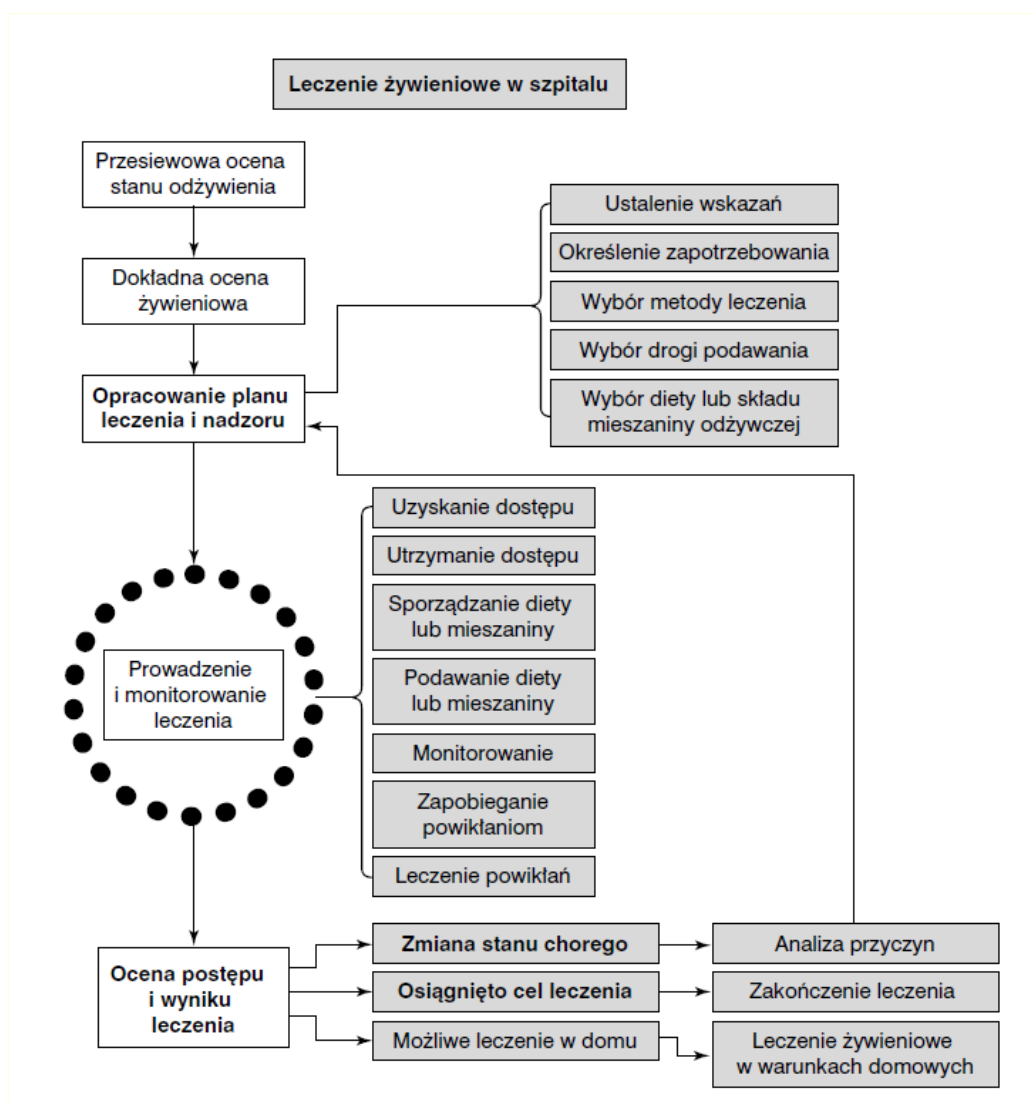 Leczenie żywieniowe w szpitalu
Przesiewowa ocena
stanu odżywienia
Dokładna ocena
żywieniowa
Opracowanie planu
leczenia i nadzoru
Ustalenie wskazań
Określenie zapotrzebowania
Wybór metody leczenia
Wybór drogi podawania
Wybór diety lub składu
mieszaniny odżywczej
Prowadzenie
i monitorowanie
leczenia
Uzyskanie dostępu
Utrzymanie dostępu
Sporządzanie diety
lub mieszaniny
Podawanie diety
lub mieszaniny
Monitorowanie
Zapobieganie
powikłaniom
Leczenie powikłań
Ocena postępu
i wyniku
leczenia
Zmiana stanu chorego
Analiza przyczyn
Osiągnięto cel leczenia
Zakończenie leczenia
Możliwe leczenie w domu
Leczenie żywieniowe
w warunkach domowych